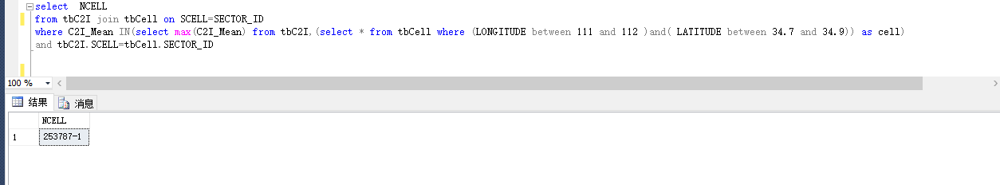 select  NCELL
from tbC2I join tbCell on SCELL=SECTOR_ID
where C2I_Mean IN(select max(C2I_Mean) from tbC2I,(select * from tbCell where (LONGITUDE between 111 and 112 )and( LATITUDE between 34.7 and 34.9)) as cell)
and tbC2I.SCELL=tbCell.SECTOR_ID
100 %
结果 消息
NCELL
1 253787-1